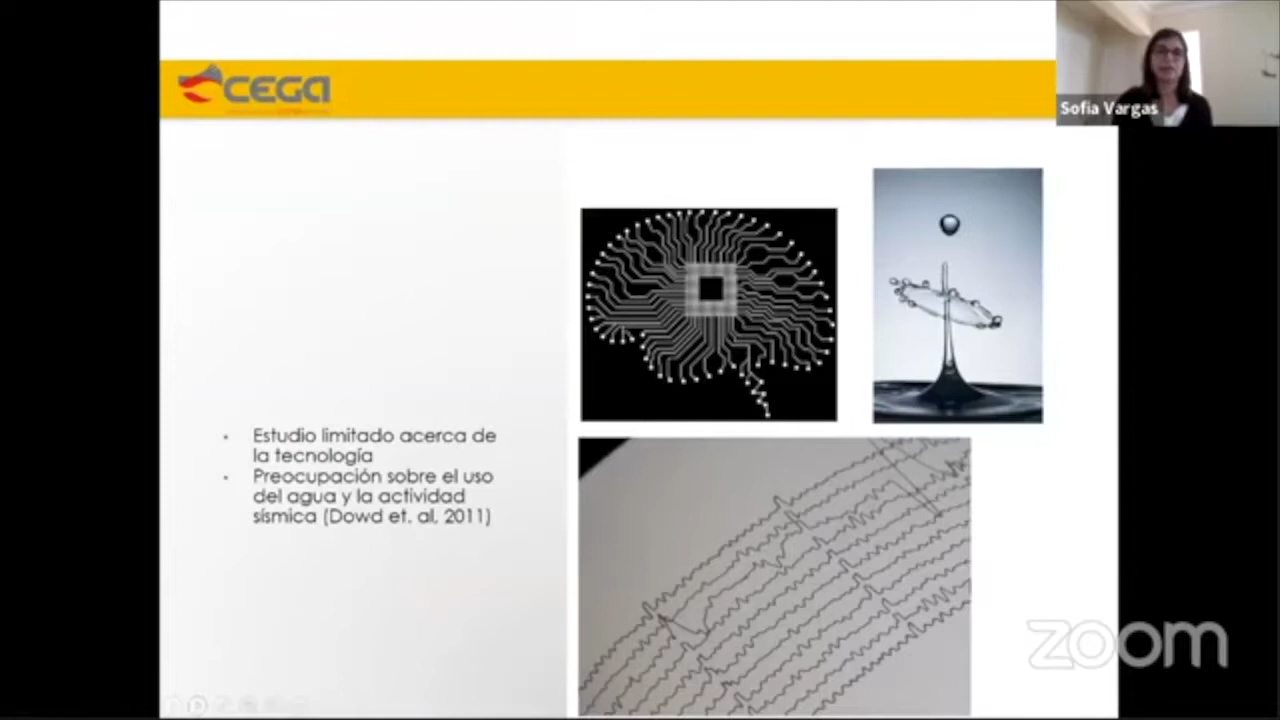 CEGA
Sofia Vargas
• Estudio limitado acerca de
la tecnología
• Preocupación sobre el uso
del agua y la actividad
sísmica (Dowd et. al, 2011)
zoom